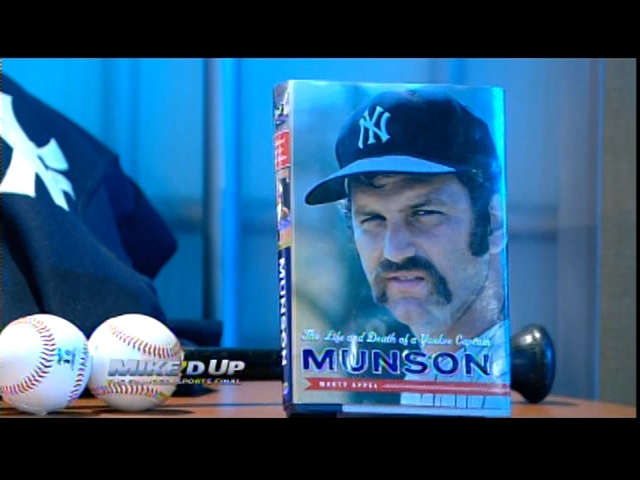 NY
MUNSON
The Life and Death of a Yankee Captain
MUNSON
MARTY APPEL
MIKE'D UP
SPORTS FINAL